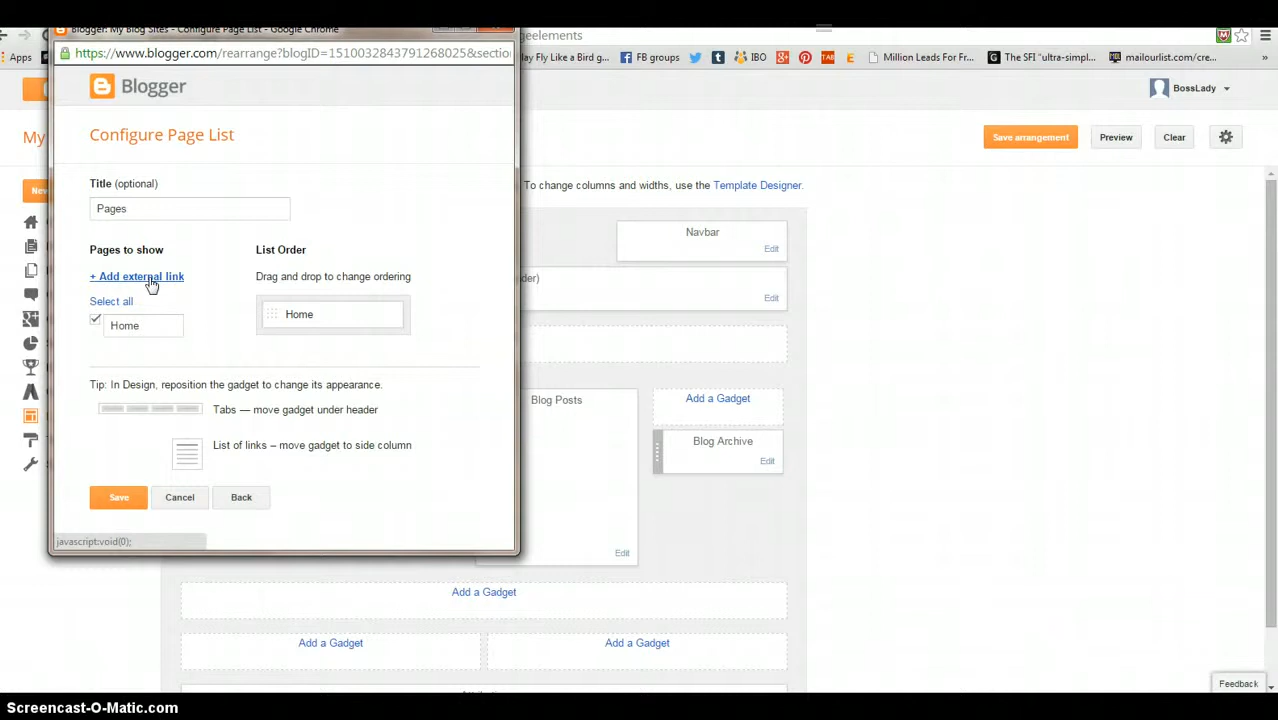 Blogger: My Blog Sites - Configure Page List - Google Chrome
https://www.blogger.com/rearrange?blogID=1510032843791268025&section
geelements
Apps
lay Fly Like a Bird g...
FB groups
IBO
TAB
E
Million Leads For Fr...
G
The SFI "ultra-simpl...
mailourlist.com/cre...
»
Blogger
BossLady
Configure Page List
My
Save arrangement
Preview
Clear
Title (optional)
Pages
To change columns and widths, use the Template Designer.
New
Navbar
Edit
Pages to show
List Order
+ Add external link
Drag and drop to change ordering
der)
Edit
Select all
Home
Home
Tip: In Design, reposition the gadget to change its appearance.
Tabs — move gadget under header
List of links – move gadget to side column
Blog Posts
Edit
Add a Gadget
Blog Archive
Edit
Save
Cancel
Back
javascript:void(0);
Add a Gadget
Add a Gadget
Add a Gadget
Feedback
Screencast-O-Matic.com